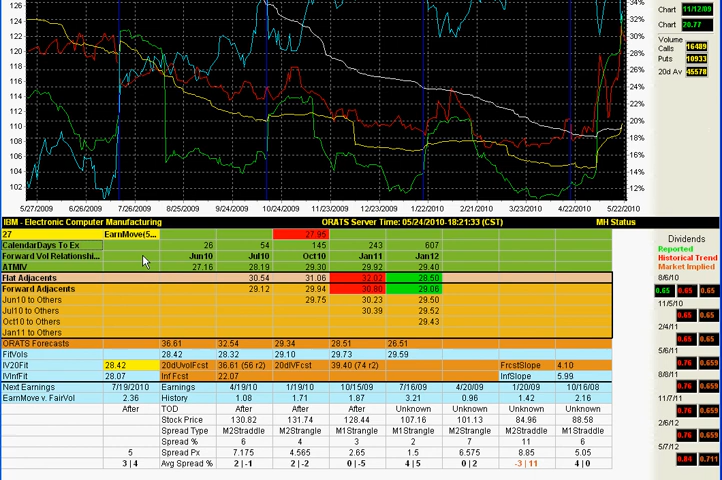 126 34% Chart 11/12/09
124 32% Chart 20.77
122 30%
120 28% Volume
118 26% Calls 16489
116 24% Puts 10933
114 22% 20d Av 45578
112 20%
110 18%
108 16%
106
104 14%
102 12%
5/27/2009 6/26/2009 7/26/2009 8/25/2009 9/24/2009 10/24/2009 11/23/2009 12/23/2009 1/22/2010 2/21/2010 3/23/2010 4/22/2010 5/22/2010
IBM - Electronic Computer Manufacturing ORATS Server Time: 05/24/2010-18:21:33 (CST) MH Status
27 EarnMove(5... 27.95
CalendarDays To Ex 26 54 145 243 607
Forward Vol Relationshi... Jun10 Jul10 Oct10 Jan11 Jan12
ATMIV 27.16 28.19 29.30 29.92 29.40
Flat Adjacents 30.54 31.06 32.02 28.50
Forward Adjacents 29.12 29.94 30.80 29.06
Jun10 to Others 29.75 30.23 29.50
Jul10 to Others 30.39 29.52
Oct10 to Others 29.43
Jan11 to Others
ORATS Forecasts 36.61 32.54 29.34 28.51 26.51
FitVols 28.42 28.32 29.10 29.73 29.59
IV20Fit 28.42 20dUVolFcst 36.61 (56 r2) 20dIVolFcst 39.40 (74 r2) FrcstSlope 4.10
IVInfFit 28.07 Inf Fcst 22.07 InfSlope 5.99
Next Earnings 7/19/2010 Earnings 4/19/10 1/19/10 10/15/09 7/16/09 4/20/09 1/20/09 10/16/08
EarnMove v. FairVol 2.36 History 1.08 1.71 1.87 3.21 0.96 1.42 2.16
After TOD After After After Unknown Unknown Unknown Unknown
Stock Price 130.82 131.74 128.44 107.16 101.13 84.96 88.58
Spread Type M2Straddle M2Strangle M1Strangle M1Straddle M2Strangle M2Straddle M1Straddle
Spread % 6 4 3 2 7 11 6
5 Spread Px 7.175 4.565 2.65 1.5 6.575 8.85 5.05
3|4 Avg Spread % 2|-1 2|-2 0|-5 4|5 0|2 -3|11 4|0
Dividends
Reported
Historical Trend
Market Implied
8/6/10
0.65 0.65 0.65
11/5/10
0.65 0.65
2/4/11
0.65 0.65
5/6/11
0.76 0.659
8/5/11
0.76 0.659
11/7/11
0.76 0.659
2/6/12
0.76 0.659
5/7/12
0.84 0.711